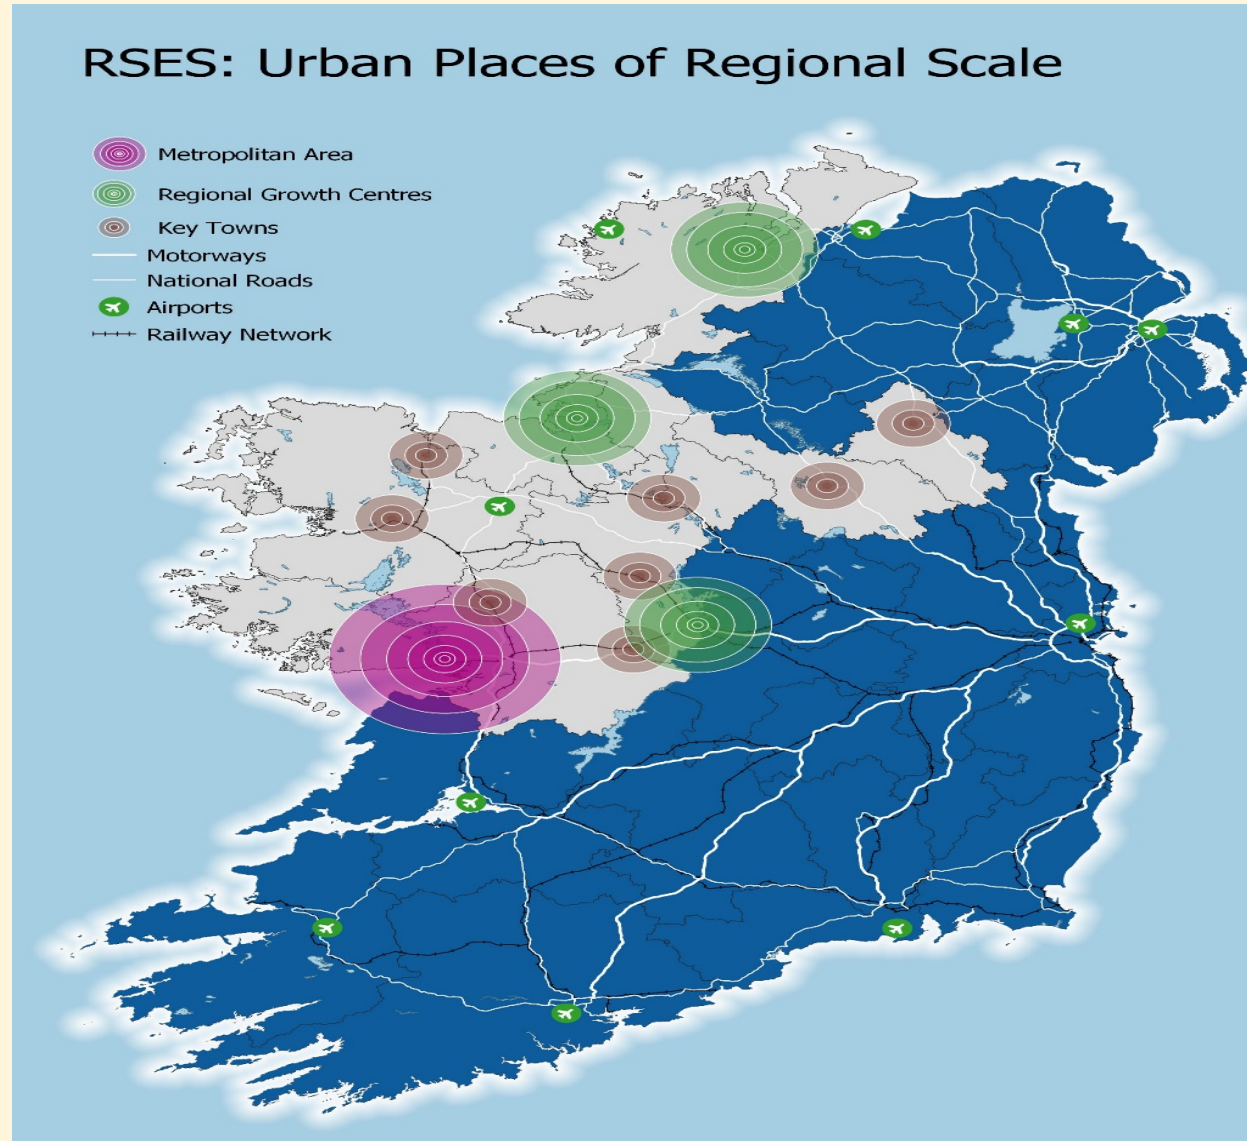 RSES: Urban Places of Regional Scale
Metropolitan Area
Regional Growth Centres
Key Towns
Motorways
National Roads
Airports
Railway Network